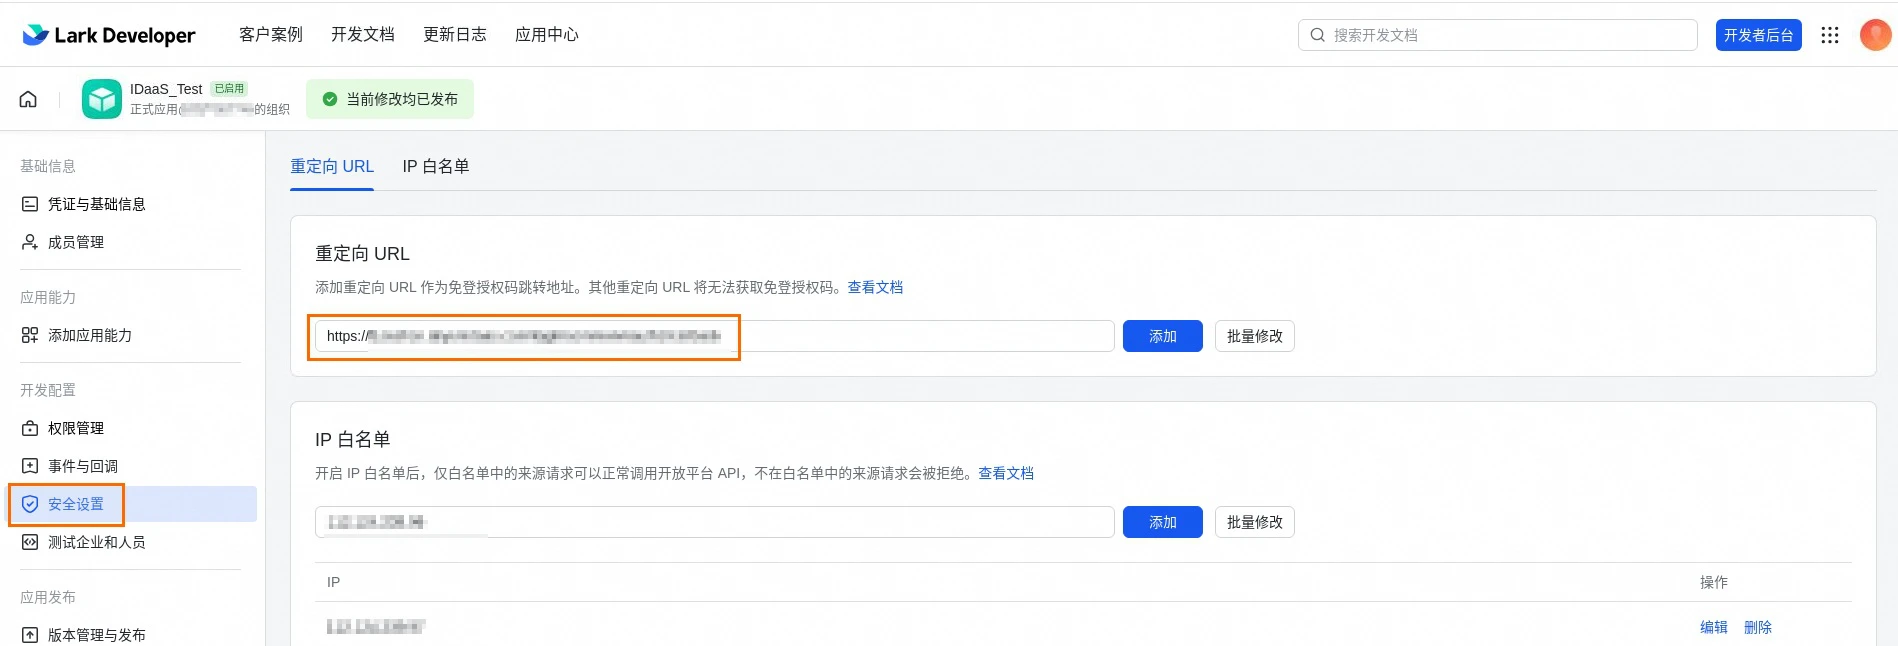 Lark Developer 客户案例 开发文档 更新日志 应用中心 搜索开发文档 开发者后台
IDaaS_Test 已启用
正式应用 的组织
当前修改均已发布
基础信息
凭证与基础信息
成员管理
应用能力
添加应用能力
开发配置
权限管理
事件与回调
安全设置
测试企业和人员
应用发布
版本管理与发布
重定向 URL IP 白名单
重定向 URL
添加重定向 URL 作为免登授权码跳转地址。其他重定向 URL 将无法获取免登授权码。查看文档
https:// 添加 批量修改
IP 白名单
开启 IP 白名单后，仅白名单中的来源请求可以正常调用开放平台 API，不在白名单中的来源请求会被拒绝。查看文档
添加 批量修改
IP 操作
编辑 删除